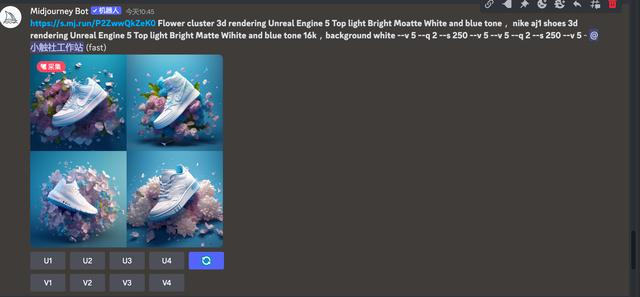 Midjourney Bot ✓机器人 今天10:45
https://s.mj.run/P2ZwwQkZeK0 Flower cluster 3d rendering Unreal Engine 5 Top light Bright Moatte White and blue tone， nike aj1 shoes 3d
rendering Unreal Engine 5 Top light Bright Matte Wihite and blue tone 16k，background white --v 5 --q 2 --s 250 --v 5 --v 5 --q 2 --s 250 --v 5 - @
小触社工作站 (fast)
采集
U1 U2 U3 U4
V1 V2 V3 V4